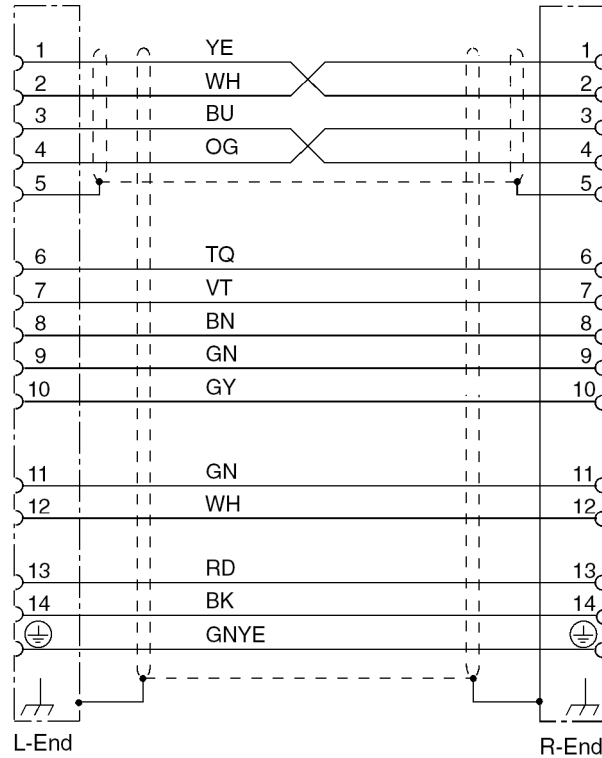 1 YE 1
2 WH 2
3 BU 3
4 OG 4
5 5
6 TQ 6
7 VT 7
8 BN 8
9 GN 9
10 GY 10
11 GN 11
12 WH 12
13 RD 13
14 BK 14
GNYE
L-End R-End